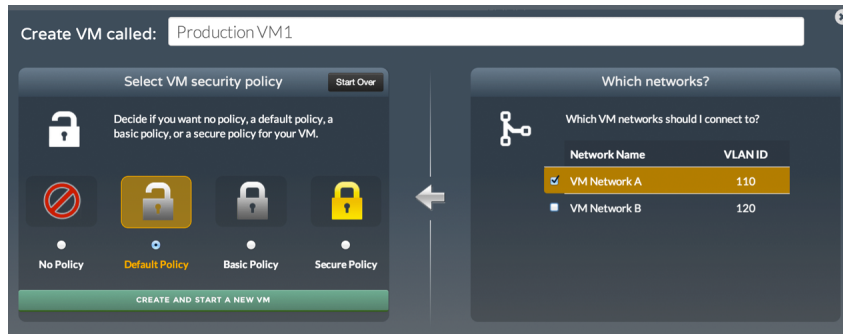 Create VM called: Production VM1
Select VM security policy
Start Over
Decide if you want no policy, a default policy, a
basic policy, or a secure policy for your VM.
No Policy
Default Policy
Basic Policy
Secure Policy
CREATE AND START A NEW VM
Which networks?
Which VM networks should I connect to?
Network Name VLAN ID
VM Network A 110
VM Network B 120